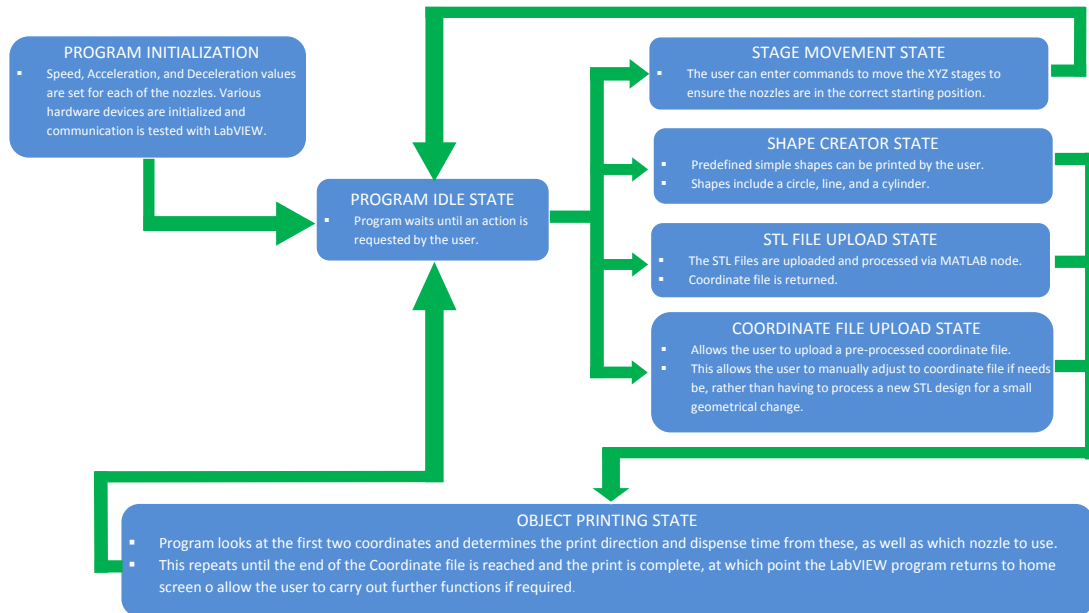 PROGRAM INITIALIZATION
▪ Speed, Acceleration, and Deceleration values
are set for each of the nozzles. Various
hardware devices are initialized and
communication is tested with LabVIEW.
PROGRAM IDLE STATE
▪ Program waits until an action is
requested by the user.
STAGE MOVEMENT STATE
▪ The user can enter commands to move the XYZ stages to
ensure the nozzles are in the correct starting position.
SHAPE CREATOR STATE
▪ Predefined simple shapes can be printed by the user.
▪ Shapes include a circle, line, and a cylinder.
STL FILE UPLOAD STATE
▪ The STL Files are uploaded and processed via MATLAB node.
▪ Coordinate file is returned.
COORDINATE FILE UPLOAD STATE
▪ Allows the user to upload a pre-processed coordinate file.
▪ This allows the user to manually adjust to coordinate file if needs
be, rather than having to process a new STL design for a small
geometrical change.
OBJECT PRINTING STATE
▪ Program looks at the first two coordinates and determines the print direction and dispense time from these, as well as which nozzle to use.
▪ This repeats until the end of the Coordinate file is reached and the print is complete, at which point the LabVIEW program returns to home
screen o allow the user to carry out further functions if required.